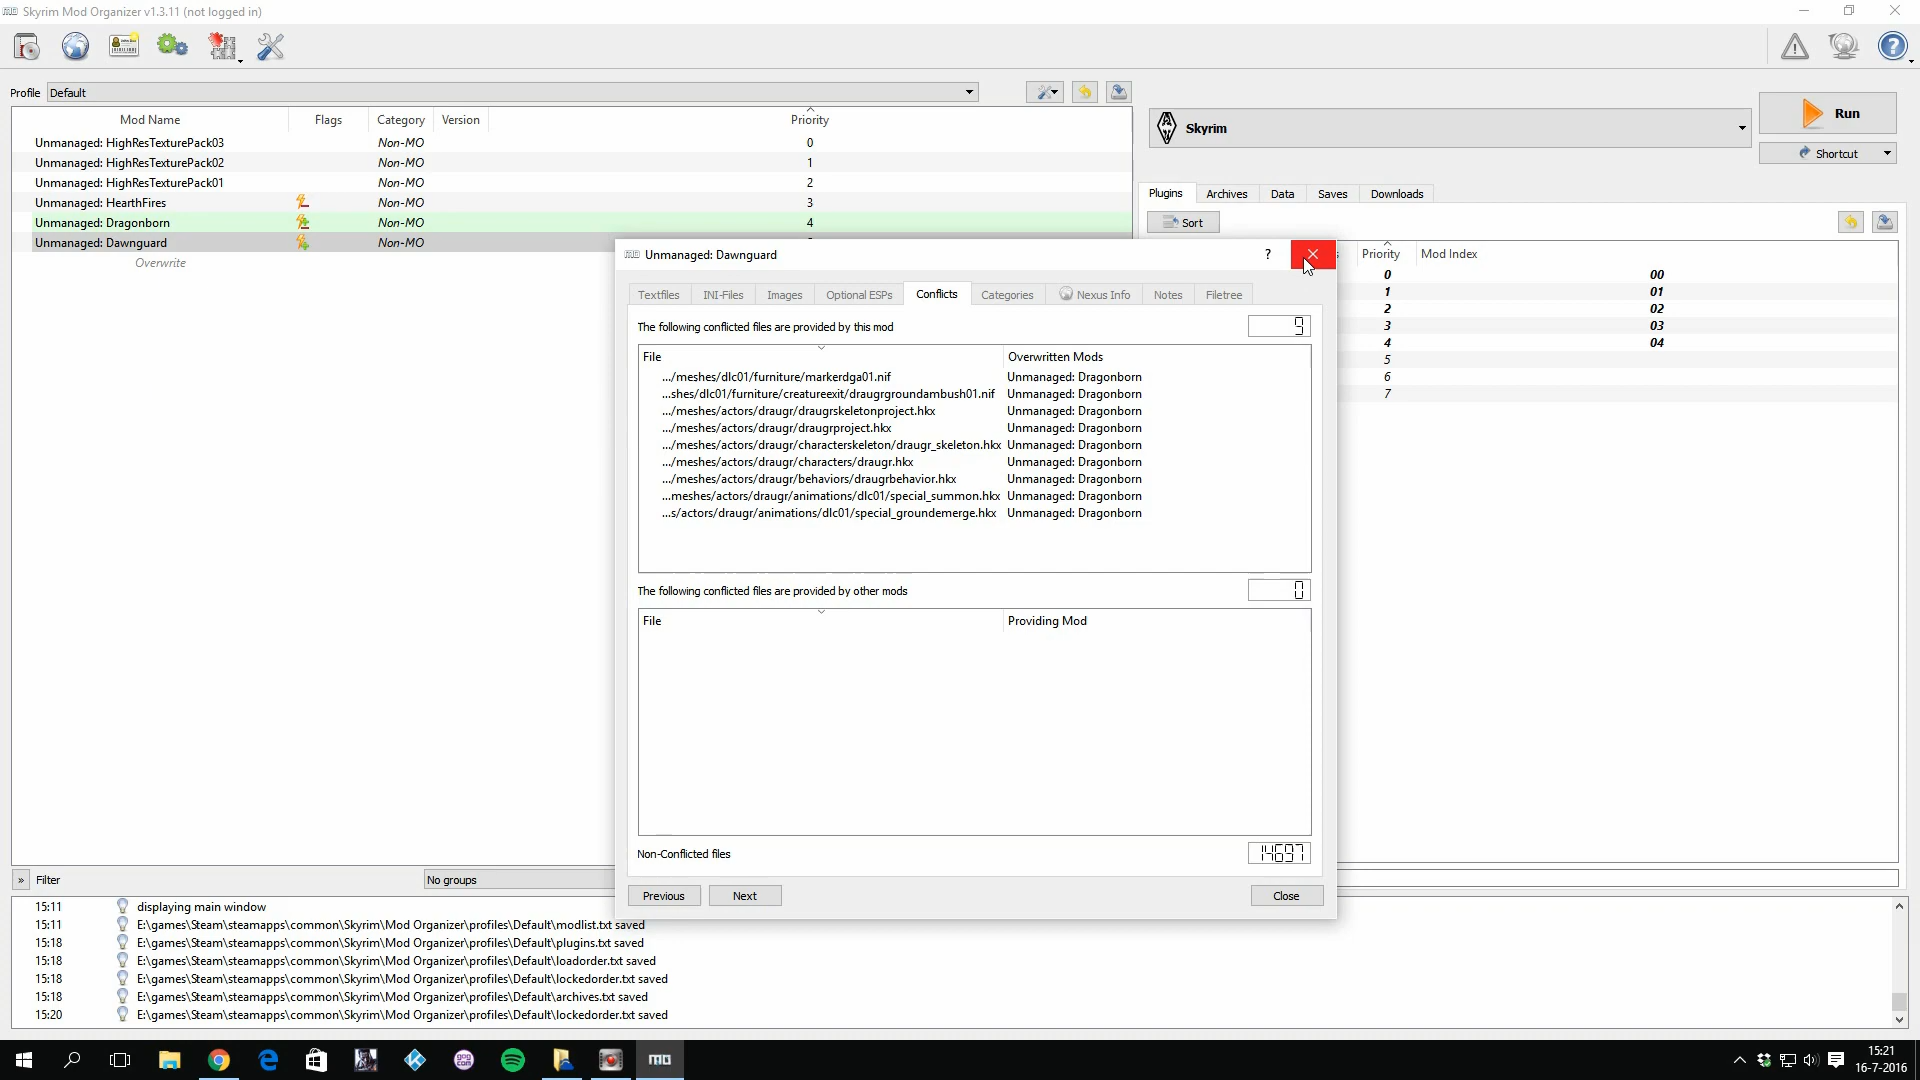 Skyrim Mod Organizer v1.3.11 (not logged in)
Profile Default
Mod Name Flags Category Version Priority
Unmanaged: HighResTexturePack03 Non-MO 0
Unmanaged: HighResTexturePack02 Non-MO 1
Unmanaged: HighResTexturePack01 Non-MO 2
Unmanaged: HearthFires Non-MO 3
Unmanaged: Dragonborn Non-MO 4
Unmanaged: Dawnguard Non-MO
Overwrite
Skyrim
Run
Shortcut
Plugins Archives Data Saves Downloads
Sort
Priority Mod Index
0 00
1 01
2 02
3 03
4 04
5
6
7
Unmanaged: Dawnguard
?
Textfiles INI-Files Images Optional ESPs Conflicts Categories Nexus Info Notes Filetree
The following conflicted files are provided by this mod 9
File Overwritten Mods
.../meshes/dlc01/furniture/markerdga01.nif Unmanaged: Dragonborn
...shes/dlc01/furniture/creatureexit/draugrgroundambush01.nif Unmanaged: Dragonborn
.../meshes/actors/draugr/draugrskeletonproject.hkx Unmanaged: Dragonborn
.../meshes/actors/draugr/draugrproject.hkx Unmanaged: Dragonborn
.../meshes/actors/draugr/characterskeleton/draugr_skeleton.hkx Unmanaged: Dragonborn
.../meshes/actors/draugr/characters/draugr.hkx Unmanaged: Dragonborn
.../meshes/actors/draugr/behaviors/draugrbehavior.hkx Unmanaged: Dragonborn
...meshes/actors/draugr/animations/dlc01/special_summon.hkx Unmanaged: Dragonborn
...s/actors/draugr/animations/dlc01/special_groundemerge.hkx Unmanaged: Dragonborn
The following conflicted files are provided by other mods 0
File Providing Mod
Non-Conflicted files 14697
Previous Next Close
» Filter No groups
15:11 displaying main window
15:11 E:\games\Steam\steamapps\common\Skyrim\Mod Organizer\profiles\Default\modlist.txt saved
15:18 E:\games\Steam\steamapps\common\Skyrim\Mod Organizer\profiles\Default\plugins.txt saved
15:18 E:\games\Steam\steamapps\common\Skyrim\Mod Organizer\profiles\Default\loadorder.txt saved
15:18 E:\games\Steam\steamapps\common\Skyrim\Mod Organizer\profiles\Default\lockedorder.txt saved
15:18 E:\games\Steam\steamapps\common\Skyrim\Mod Organizer\profiles\Default\archives.txt saved
15:20 E:\games\Steam\steamapps\common\Skyrim\Mod Organizer\profiles\Default\lockedorder.txt saved
15:21
16-7-2016